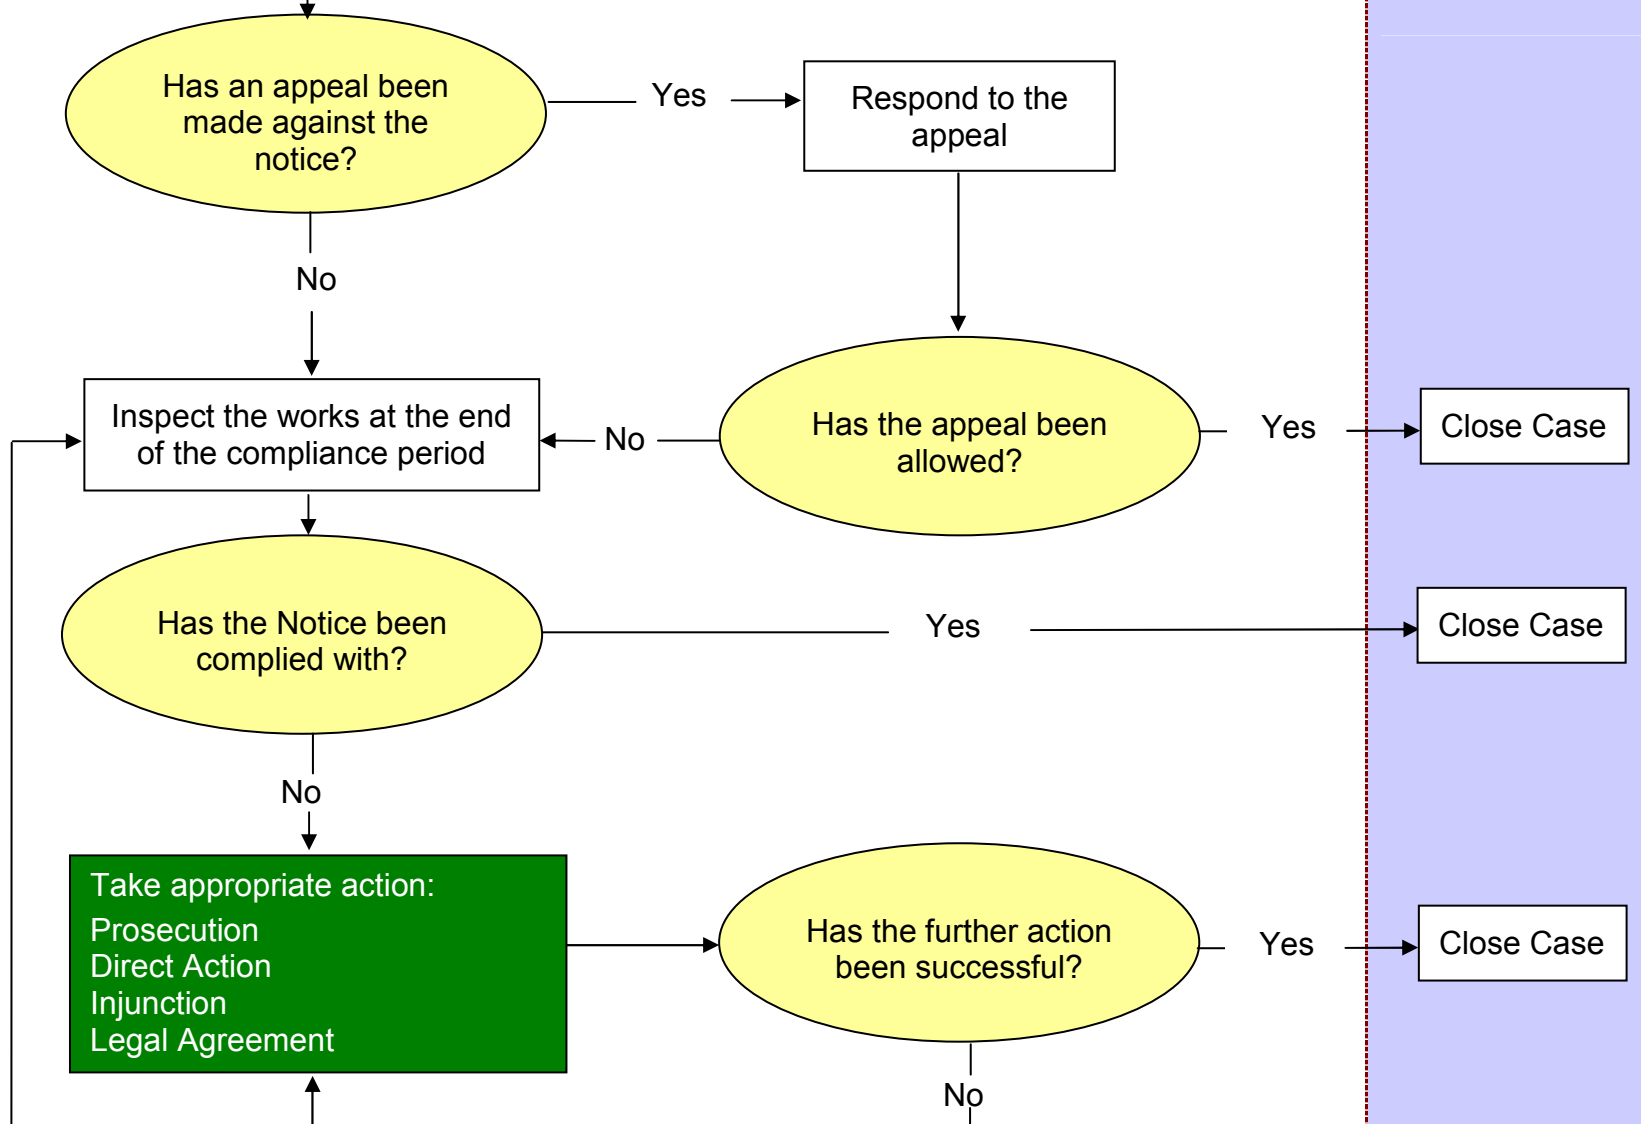 Has an appeal been
made against the
notice?
Yes
Respond to the
appeal
No
Inspect the works at the end
of the compliance period
No
Has the appeal been
allowed?
Yes
Close Case
Has the Notice been
complied with?
Yes
Close Case
No
Take appropriate action:
Prosecution
Direct Action
Injunction
Legal Agreement
Has the further action
been successful?
Yes
Close Case
No